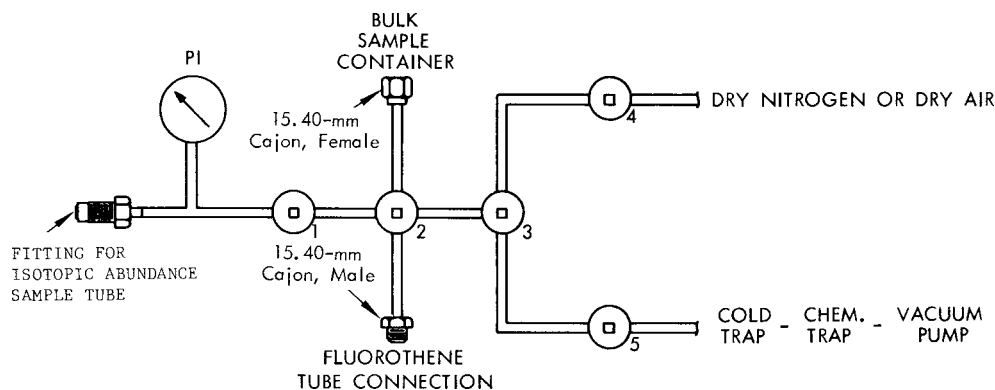 BULK
SAMPLE
CONTAINER
PI
15.40-mm
Cajon, Female
4
DRY NITROGEN OR DRY AIR
1
2
3
FITTING FOR
ISOTOPIC ABUNDANCE
SAMPLE TUBE
15.40-mm
Cajon, Male
5
COLD TRAP - CHEM. TRAP - VACUUM PUMP
FLUOROTHENE
TUBE CONNECTION